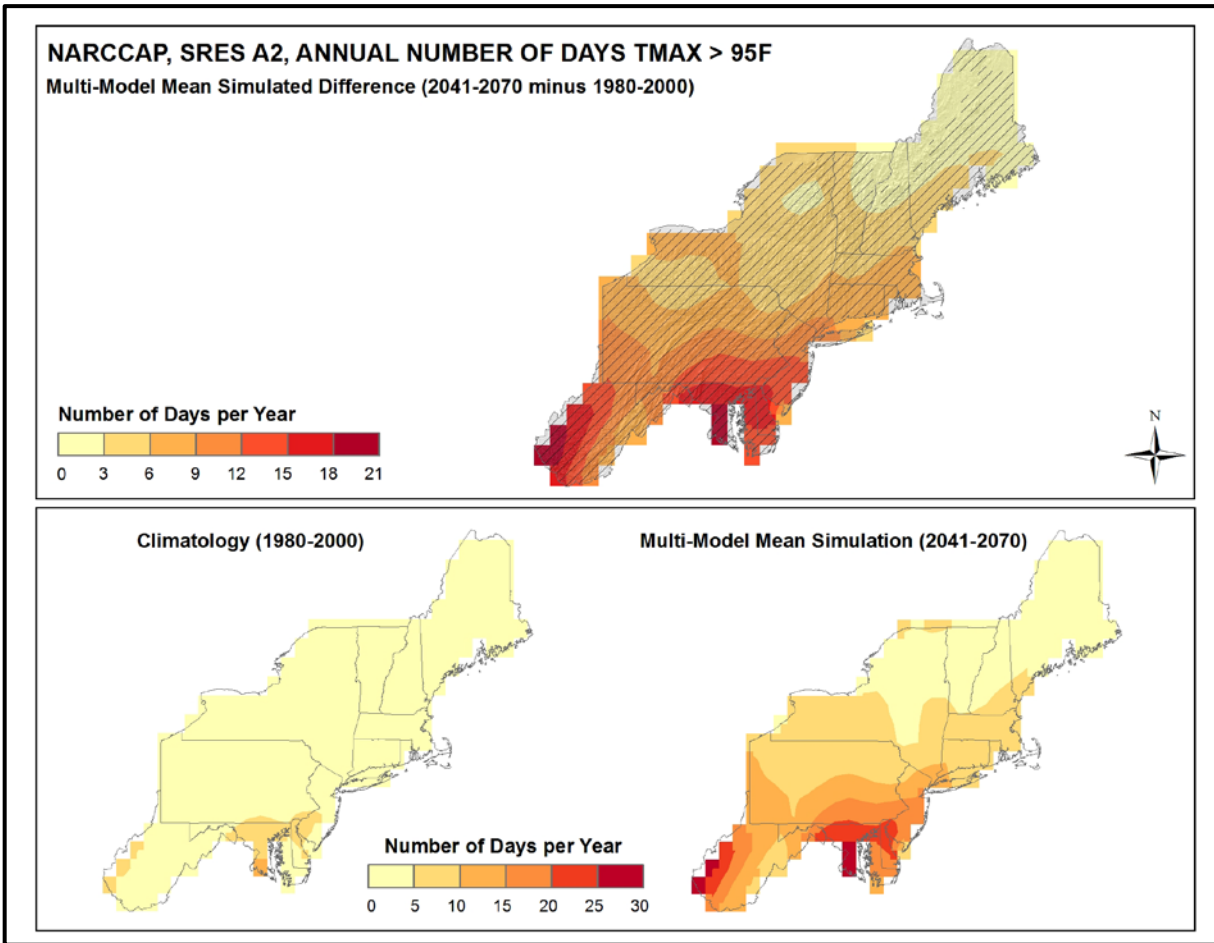 NARCCAP, SRES A2, ANNUAL NUMBER OF DAYS TMAX > 95F
Multi-Model Mean Simulated Difference (2041-2070 minus 1980-2000)
Number of Days per Year
0 3 6 9 12 15 18 21
N
Climatology (1980-2000)
Multi-Model Mean Simulation (2041-2070)
Number of Days per Year
0 5 10 15 20 25 30